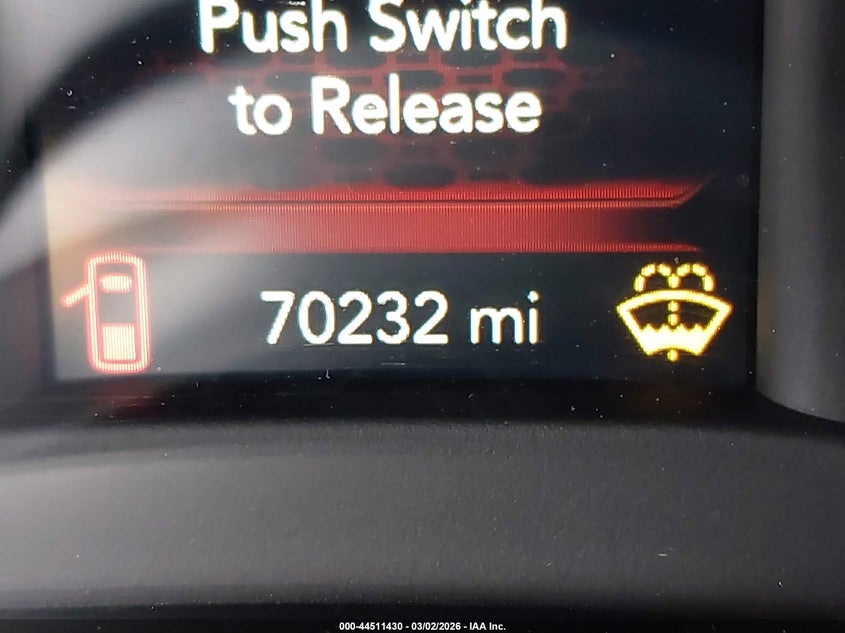 Push Switch
to Release
70232 mi
000-44511430 - 03/02/2026 - IAA Inc.